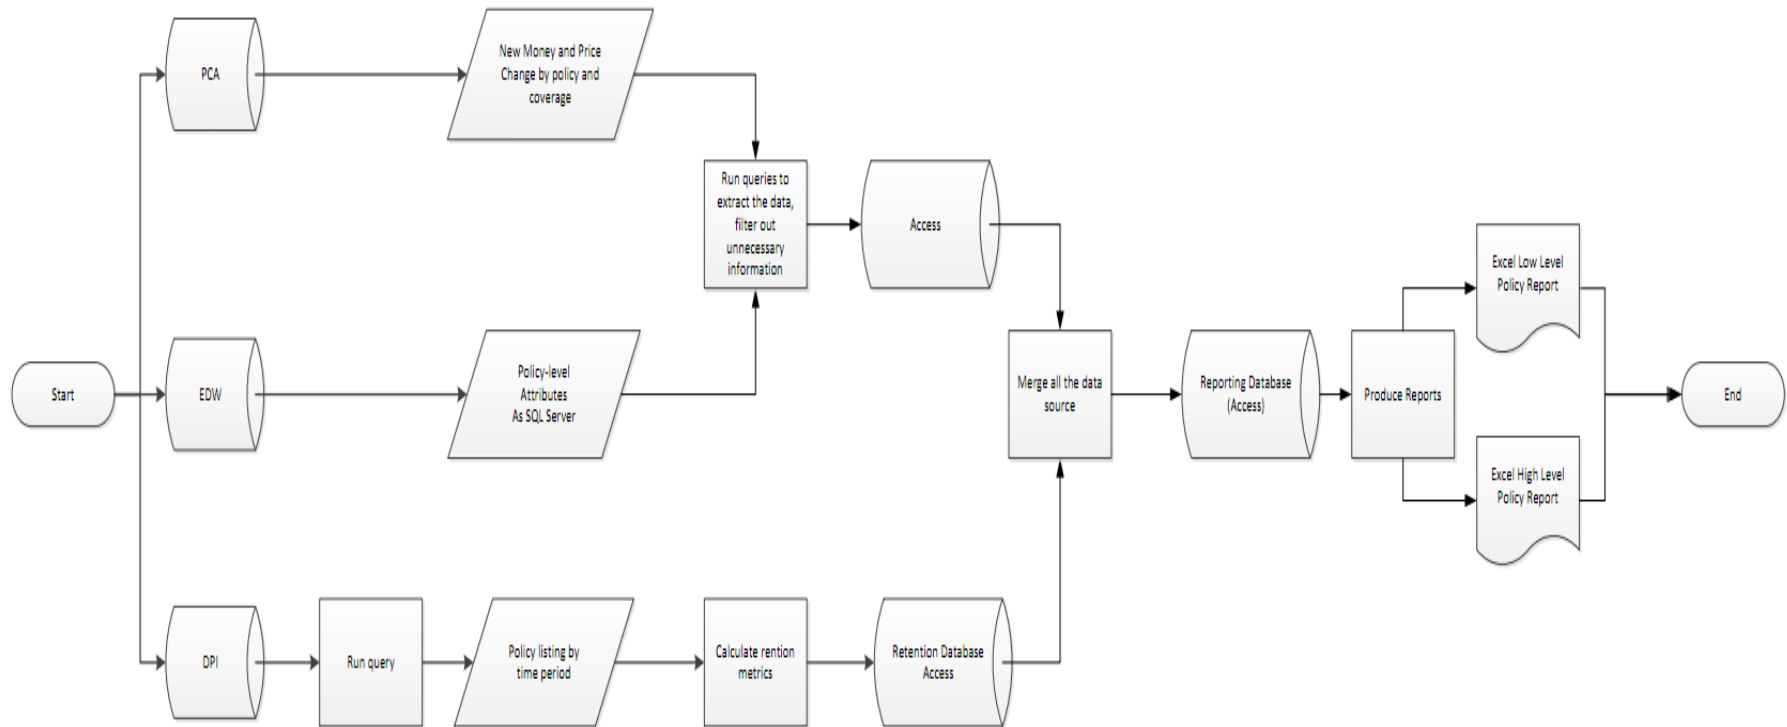 PCA
New Money and Price
Change by policy and
coverage
Run queries to
extract the data,
filter out
unnecessary
information
Access
Excel Low Level
Policy Report
Start
EDW
Policy-level
Attributes
As SQL Server
Merge all the data
source
Reporting Database
(Access)
Produce Reports
End
Excel High Level
Policy Report
DPI
Run query
Policy listing by
time period
Calculate rention
metrics
Retention Database
Access